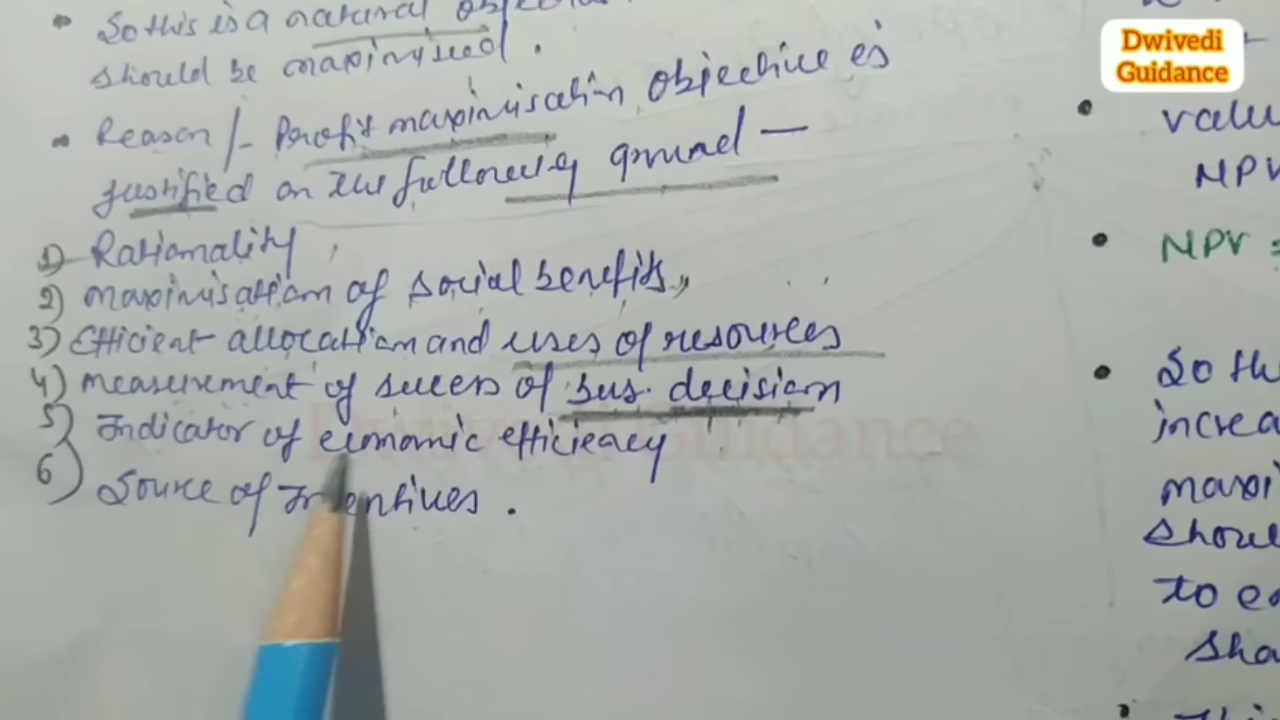 So this is a natural
should be maximised.
Reason/- Profit maximisation objective is
justified on the following ground —
1) Rationality
2) maximisation of social benefits,
3) Efficient allocation and uses of resources
4) measurement of success of bus. decision
5) Indicator of economic efficiency
6) Source of Incentives.
Dwivedi
Guidance
Dwivedi Guidance
valu
NPV
NPV =
So th
increa
maxi
shoul
to
sha